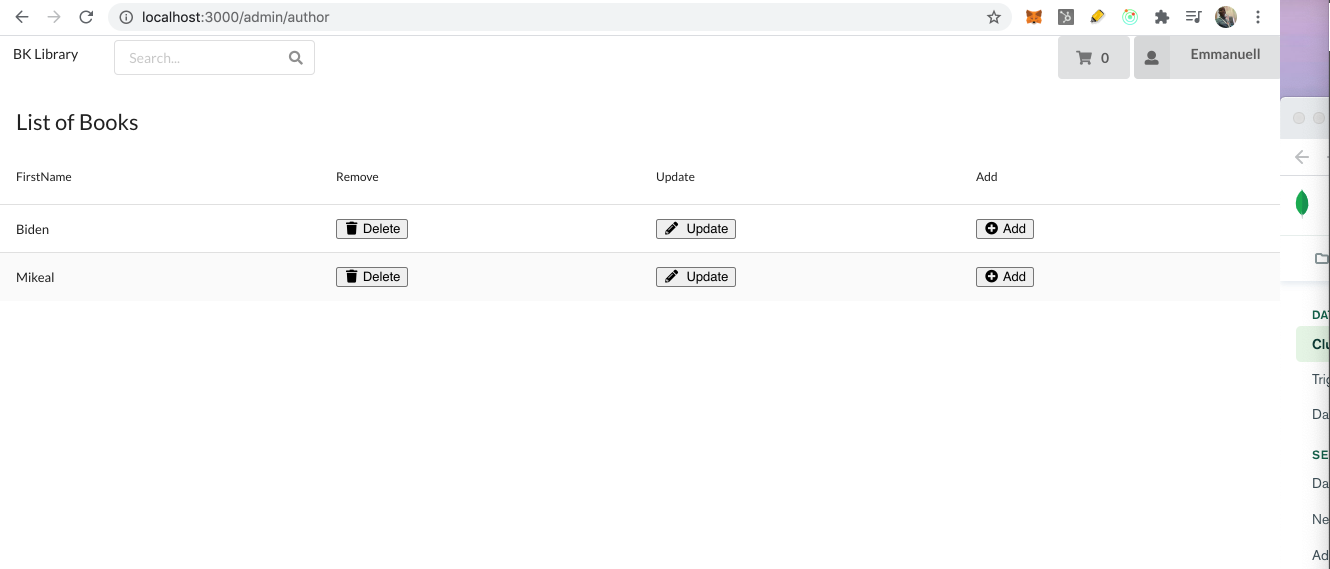 localhost:3000/admin/author
BK Library
Search...
0
Emmanuell
List of Books
FirstName Remove Update Add
Biden Delete Update Add
Mikeal Delete Update Add
DAT
Clu
Trig
Da
SE
Da
Ne
Ad